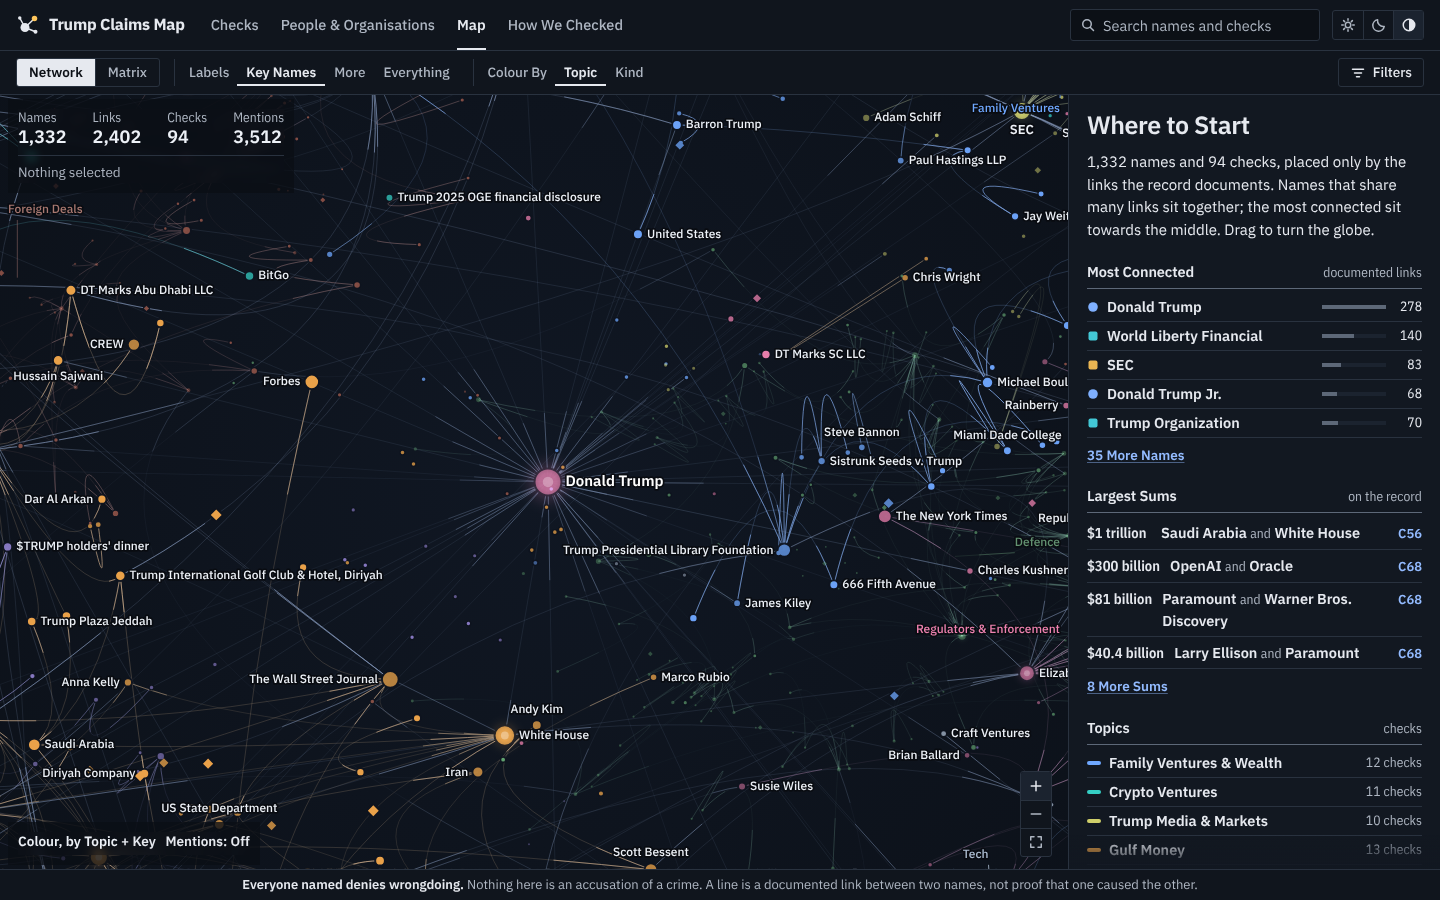 Trump Claims Map
Checks
People & Organisations
Map
How We Checked
Search names and checks
Network
Matrix
Labels
Key Names
More
Everything
Colour By
Topic
Kind
Filters
Names
Links
Checks
Mentions
1,332
2,402
94
3,512
Nothing selected
Foreign Deals
Barron Trump
Adam Schiff
Family Ventures
SEC
Paul Hastings LLP
Trump 2025 OGE financial disclosure
United States
BitGo
Chris Wright
DT Marks Abu Dhabi LLC
CREW
DT Marks SC LLC
Hussain Sajwani
Forbes
Rainberry
Steve Bannon
Miami Dade College
Sistrunk Seeds v. Trump
Donald Trump
Dar Al Arkan
The New York Times
$TRUMP holders' dinner
Trump Presidential Library Foundation
Defence
Trump International Golf Club & Hotel, Diriyah
666 Fifth Avenue
Charles Kushner
James Kiley
Trump Plaza Jeddah
Regulators & Enforcement
Anna Kelly
The Wall Street Journal
Marco Rubio
Andy Kim
White House
Saudi Arabia
Craft Ventures
Brian Ballard
Diriyah Company
Iran
Susie Wiles
US State Department
Colour, by Topic + Key
Mentions: Off
Scott Bessent
Tech
Where to Start
1,332 names and 94 checks, placed only by the
links the record documents. Names that share
many links sit together; the most connected sit
towards the middle. Drag to turn the globe.
Most Connected
documented links
Donald Trump 278
World Liberty Financial 140
SEC 83
Donald Trump Jr. 68
Trump Organization 70
35 More Names
Largest Sums
on the record
$1 trillion Saudi Arabia and White House C56
$300 billion OpenAI and Oracle C68
$81 billion Paramount and Warner Bros. C68
Discovery
$40.4 billion Larry Ellison and Paramount C68
8 More Sums
Topics
checks
Family Ventures & Wealth 12 checks
Crypto Ventures 11 checks
Trump Media & Markets 10 checks
Gulf Money 13 checks
Everyone named denies wrongdoing. Nothing here is an accusation of a crime. A line is a documented link between two names, not proof that one caused the other.